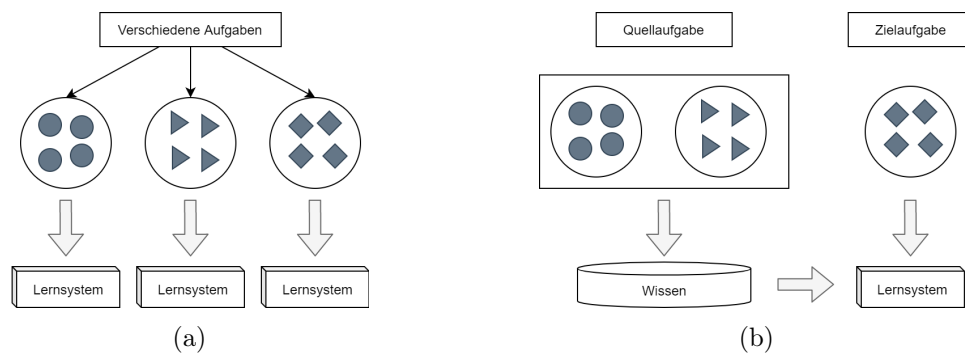 Verschiedene Aufgaben
Lernsystem
Lernsystem
Lernsystem
(a)
Quellaufgabe
Zielaufgabe
Wissen
Lernsystem
(b)